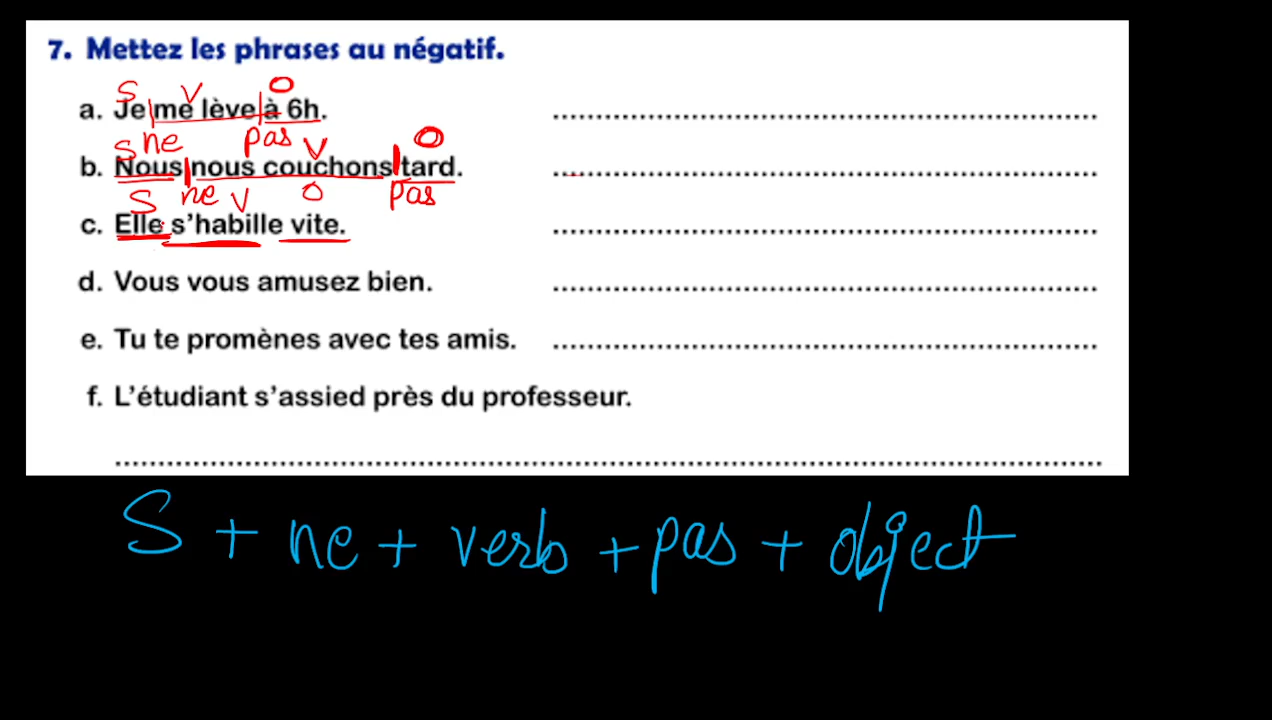 7. Mettez les phrases au négatif.
S V O
a. Je me lève à 6h. ........................................
ne pas
S V O
b. Nous nous couchons tard. ........................................
ne pas
S V O
c. Elle s'habille vite. ........................................
d. Vous vous amusez bien. ........................................
e. Tu te promènes avec tes amis. ........................................
f. L'étudiant s'assied près du professeur.
................................................................................
S + ne + verb + pas + object